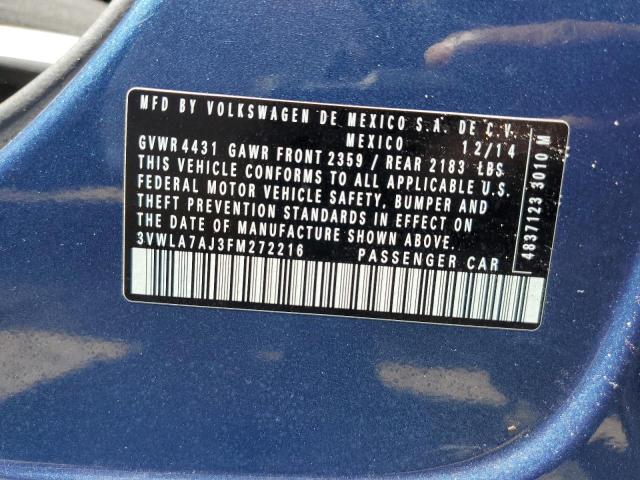 MFD BY VOLKSWAGEN DE MEXICO S.A. DE C.V.
MEXICO 12/14
GVWR 4431 GAWR FRONT 2359 / REAR 2183 LBS
THIS VEHICLE CONFORMS TO ALL APPLICABLE U.S.
FEDERAL MOTOR VEHICLE SAFETY, BUMPER AND
THEFT PREVENTION STANDARDS IN EFFECT ON
THE DATE OF MANUFACTURE SHOWN ABOVE.
3VWLA7AJ3FM272216 PASSENGER CAR
4837123 3010 M